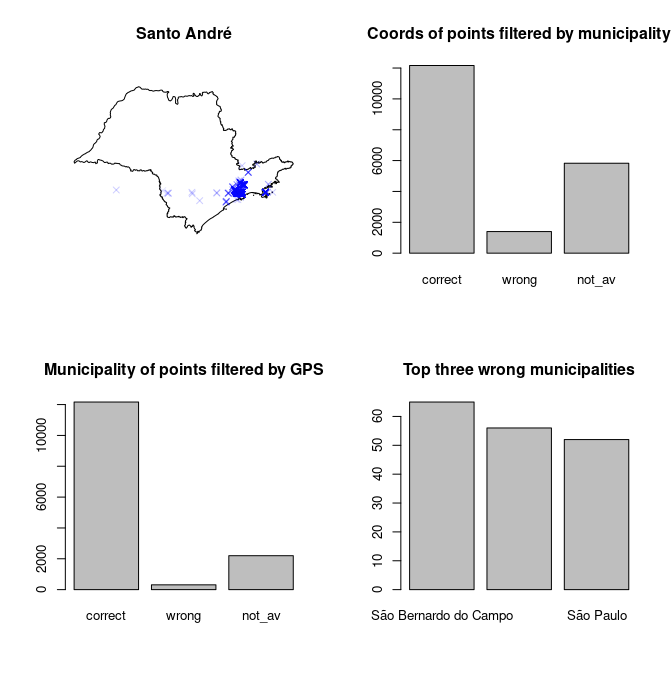 Santo André
Coords of points filtered by municipality
10000
6000
2000
0
correct wrong not_av
Municipality of points filtered by GPS
10000
6000
2000
0
correct wrong not_av
Top three wrong municipalities
60
50
40
30
20
10
0
São Bernardo do Campo São Paulo